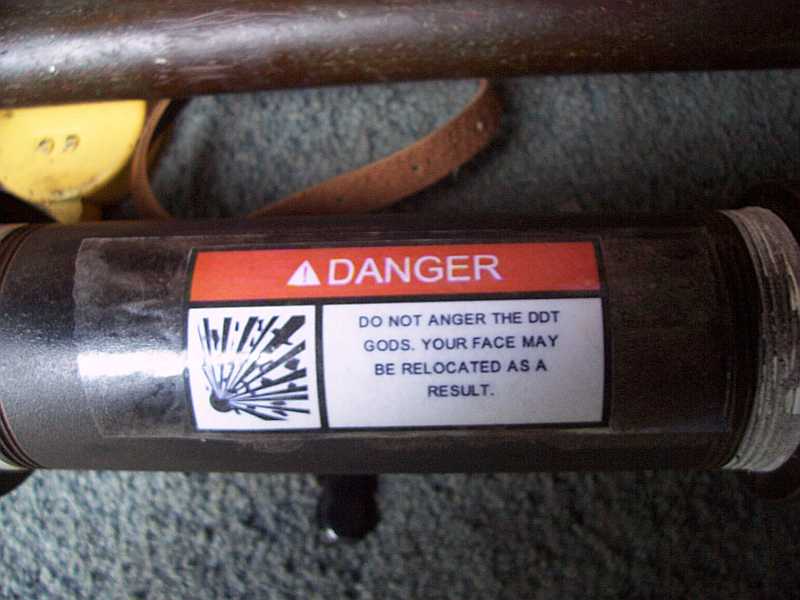 DANGER
DO NOT ANGER THE DDT
GODS. YOUR FACE MAY
BE RELOCATED AS A
RESULT.